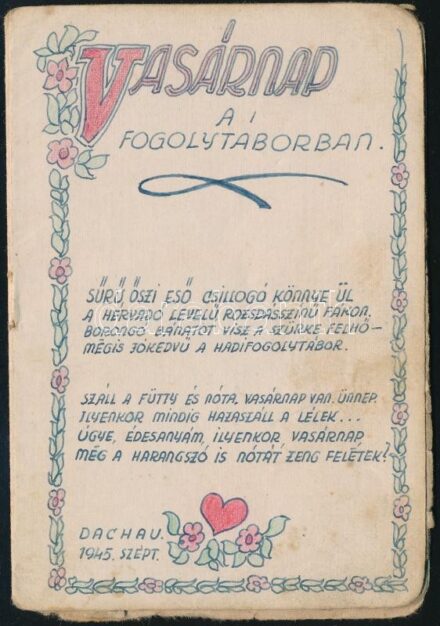 VASÁRNAP
A
FOGOLYTÁBORBAN.
SŰRŰ, ŐSZI ESŐ CSILLOGÓ KÖNNYE ÜL
A HERVADÓ LEVELŰ ROZSDÁSSZINŰ FÁKON.
BORONGÓ BÁNATOT VISZ A SZÜRKE FELHŐ —
MÉGIS JÓKEDVŰ A HADIFOGOLYTÁBOR.
SZÁLL A FÜTTY ÉS NÓTA, VASÁRNAP VAN. ÜNNEP.
ILYENKOR MINDIG HAZASZÁLL A LÉLEK...
ÜGYE, ÉDESANYÁM, ILYENKOR, VASÁRNAP
MÉG A HARANGSZÓ IS NÓTÁT ZENG FELÉTEK?
DACHAU.
1945. SZEPT.